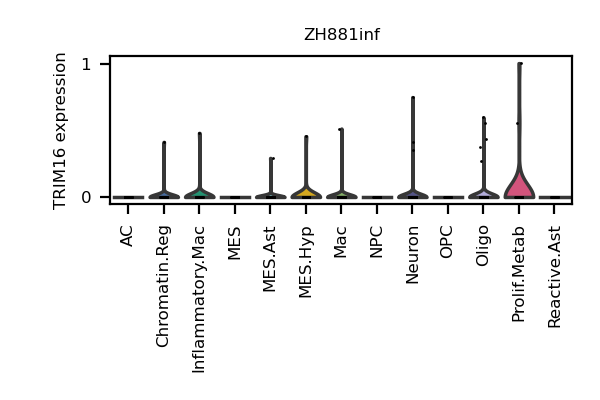 ZH881inf
TRIM16 expression
1
0
AC
Chromatin.Reg
Inflammatory.Mac
MES
MES.Ast
MES.Hyp
Mac
NPC
Neuron
OPC
Oligo
Prolif.Metab
Reactive.Ast